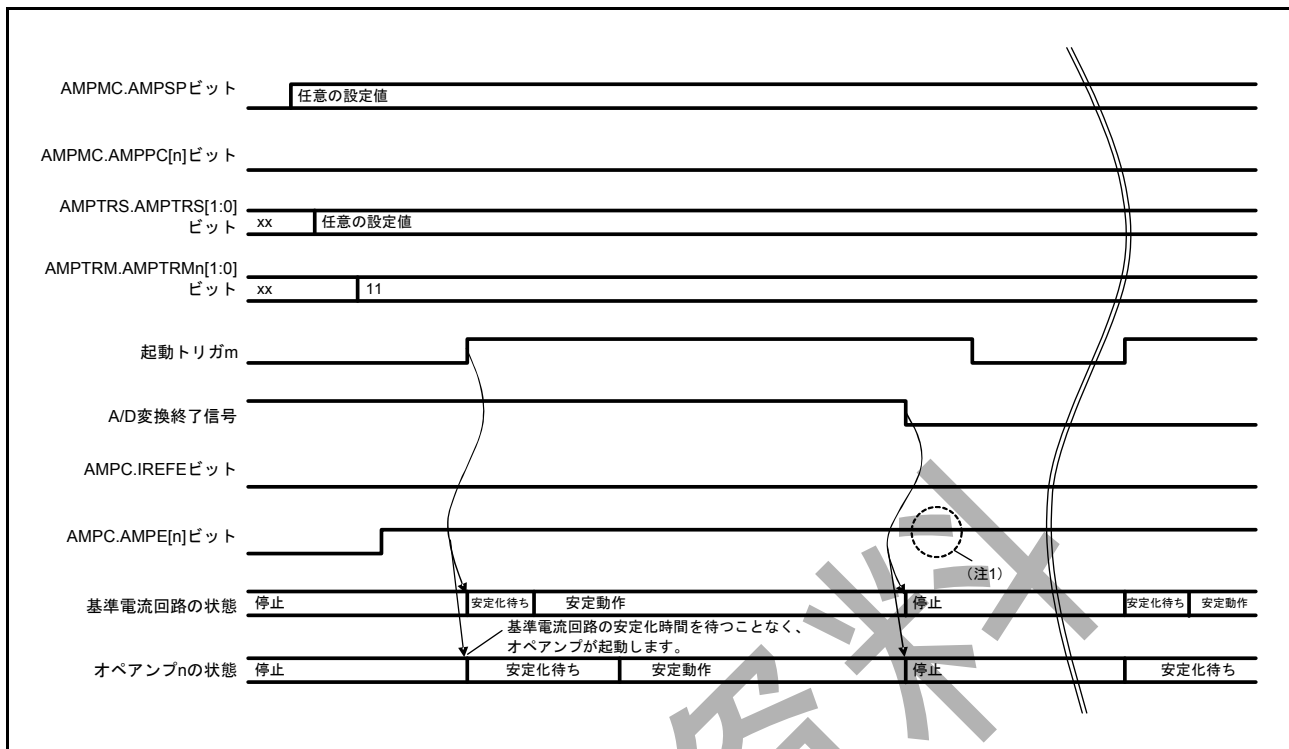 AMPMC.AMPSPビット
任意の設定値
AMPMC.AMPPC[n]ビット
AMPTRS.AMPTRS[1:0]
ビット
xx
任意の設定値
AMPTRM.AMPTRMn[1:0]
ビット
xx
11
起動トリガm
A/D変換終了信号
AMPC.IREFEビット
AMPC.AMPE[n]ビット
(注1)
基準電流回路の状態
停止
安定化待ち
安定動作
停止
安定化待ち
安定動作
基準電流回路の安定化時間を待つことなく、
オペアンプが起動します。
オペアンプnの状態
停止
安定化待ち
安定動作
停止
安定化待ち